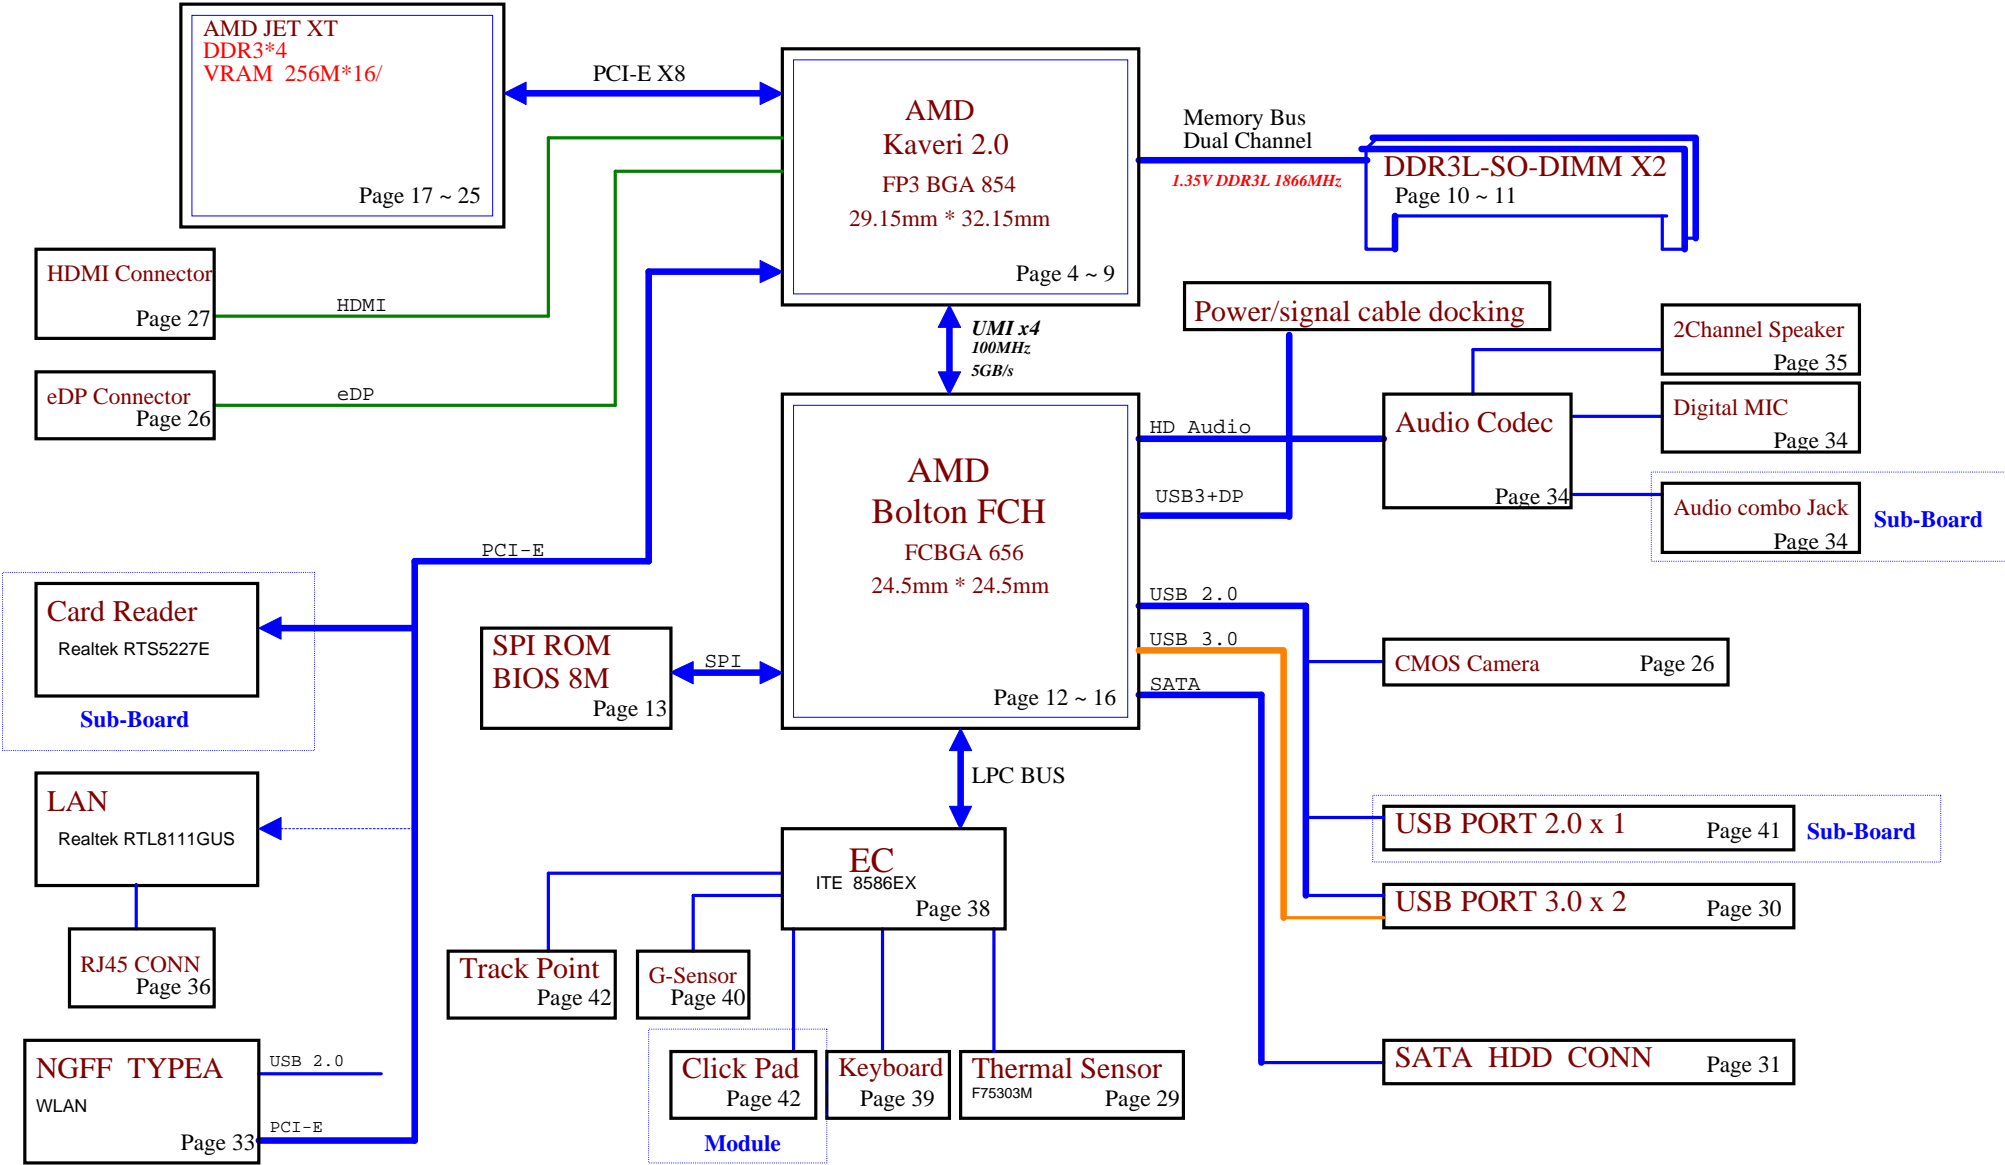 AMD JET XT
DDR3*4
VRAM 256M*16/
Page 17 ~ 25
PCI-E X8
AMD
Kaveri 2.0
FP3 BGA 854
29.15mm * 32.15mm
Page 4 ~ 9
Memory Bus
Dual Channel
1.35V DDR3L 1866MHz
DDR3L-SO-DIMM X2
Page 10 ~ 11
HDMI Connector
Page 27
HDMI
eDP Connector
Page 26
eDP
UMI x4
100MHz
5GB/s
Power/signal cable docking
2Channel Speaker
Page 35
Audio Codec
Page 34
Digital MIC
Page 34
Audio combo Jack
Page 34
Sub-Board
HD Audio
USB3+DP
AMD
Bolton FCH
FCBGA 656
24.5mm * 24.5mm
Page 12 ~ 16
PCI-E
Card Reader
Realtek RTS5227E
Sub-Board
SPI ROM
BIOS 8M
Page 13
SPI
USB 2.0
USB 3.0
SATA
CMOS Camera
Page 26
LAN
Realtek RTL8111GUS
RJ45 CONN
Page 36
LPC BUS
EC
ITE 8586EX
Page 38
USB PORT 2.0 x 1
Page 41
Sub-Board
USB PORT 3.0 x 2
Page 30
Track Point
Page 42
G-Sensor
Page 40
NGFF TYPEA
WLAN
Page 33
USB 2.0
PCI-E
Click Pad
Page 42
Module
Keyboard
Page 39
Thermal Sensor
F75303M
Page 29
SATA HDD CONN
Page 31